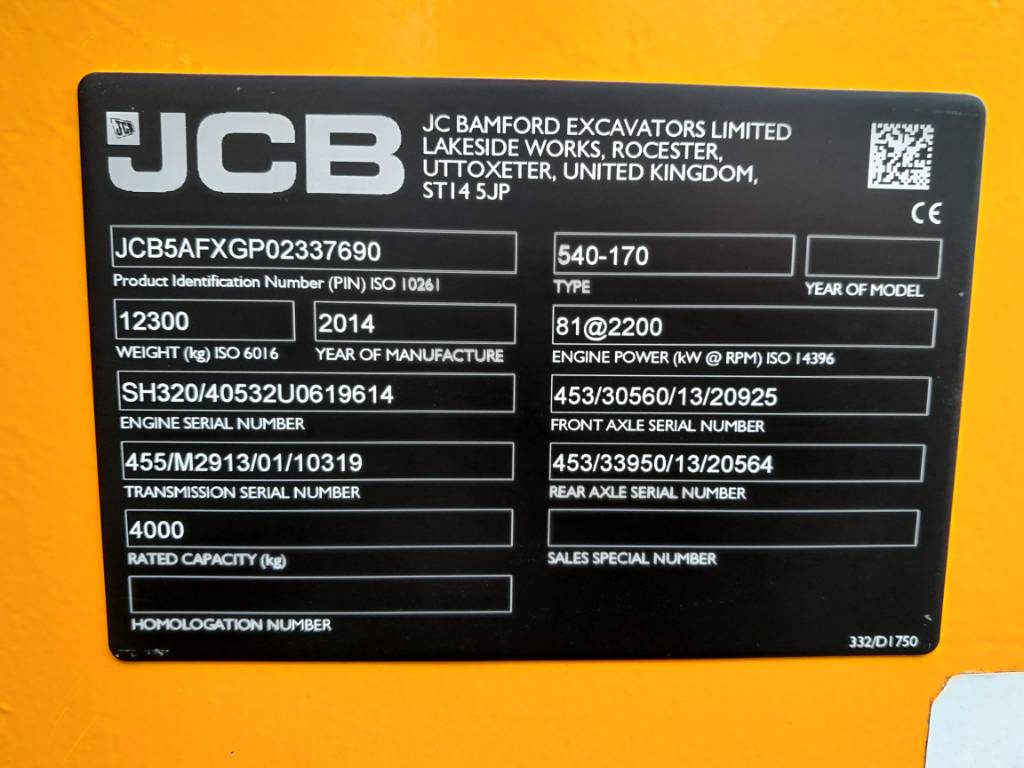 JCB
JC BAMFORD EXCAVATORS LIMITED
LAKESIDE WORKS, ROCESTER,
UTTOXETER, UNITED KINGDOM,
ST14 5JP
CE
JCB5AFXGP02337690
Product Identification Number (PIN) ISO 10261
540-170
TYPE
YEAR OF MODEL
12300
WEIGHT (kg) ISO 6016
2014
YEAR OF MANUFACTURE
81@2200
ENGINE POWER (kW @ RPM) ISO 14396
SH320/40532U0619614
ENGINE SERIAL NUMBER
453/30560/13/20925
FRONT AXLE SERIAL NUMBER
455/M2913/01/10319
TRANSMISSION SERIAL NUMBER
453/33950/13/20564
REAR AXLE SERIAL NUMBER
4000
RATED CAPACITY (kg)
SALES SPECIAL NUMBER
HOMOLOGATION NUMBER
332/D1750